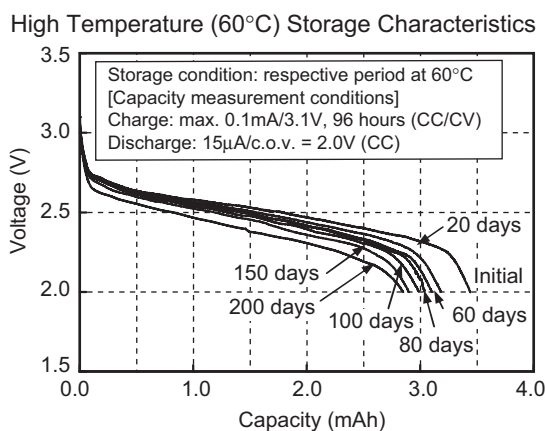 High Temperature (60°C) Storage Characteristics
Storage condition: respective period at 60°C
[Capacity measurement conditions]
Charge: max. 0.1mA/3.1V, 96 hours (CC/CV)
Discharge: 15μA/c.o.v. = 2.0V (CC)
Voltage (V)
3.5
3.0
2.5
2.0
1.5
20 days
150 days
Initial
200 days
100 days
60 days
80 days
0.0
1.0
2.0
3.0
4.0
Capacity (mAh)